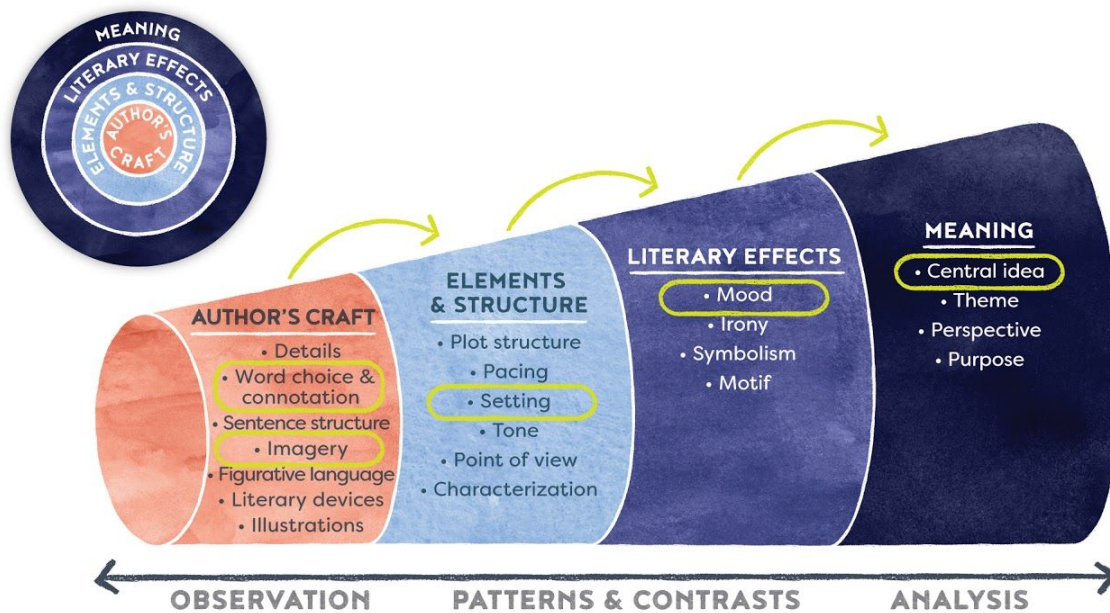 MEANING
LITERARY EFFECTS
ELEMENTS & STRUCTURE
AUTHOR'S
CRAFT
AUTHOR'S CRAFT
• Details
• Word choice &
connotation
• Sentence structure
• Imagery
• Figurative language
• Literary devices
• Illustrations
ELEMENTS
& STRUCTURE
• Plot structure
• Pacing
• Setting
• Tone
• Point of view
• Characterization
LITERARY EFFECTS
• Mood
• Irony
• Symbolism
• Motif
MEANING
• Central idea
• Theme
• Perspective
• Purpose
OBSERVATION
PATTERNS & CONTRASTS
ANALYSIS